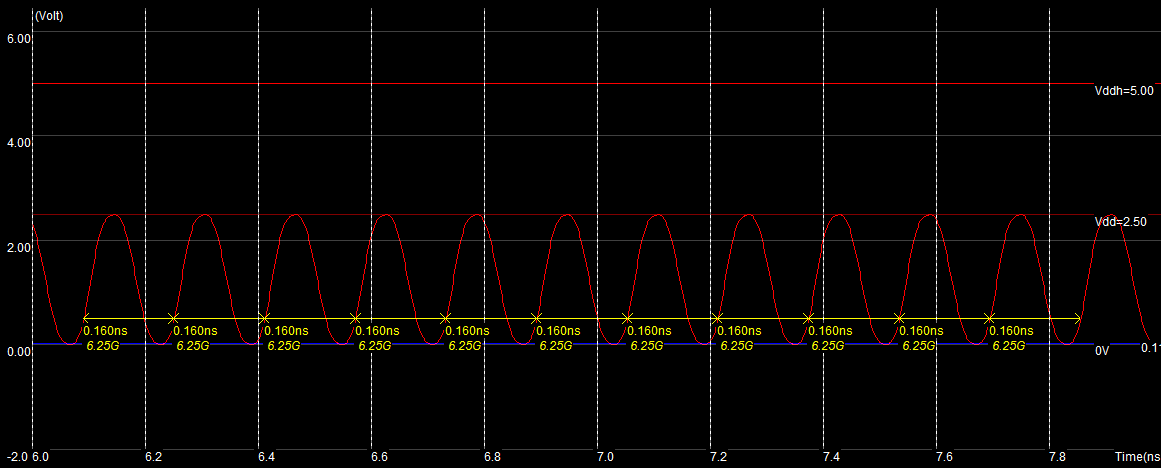 (Volt)
6.00
Vddh=5.00
4.00
Vdd=2.50
2.00
0.160ns 0.160ns 0.160ns 0.160ns 0.160ns 0.160ns 0.160ns 0.160ns 0.160ns 0.160ns 0.160ns
6.25G 6.25G 6.25G 6.25G 6.25G 6.25G 6.25G 6.25G 6.25G 6.25G 6.25G
0.00 0V 0.11
-2.0 6.0 6.2 6.4 6.6 6.8 7.0 7.2 7.4 7.6 7.8 Time(ns